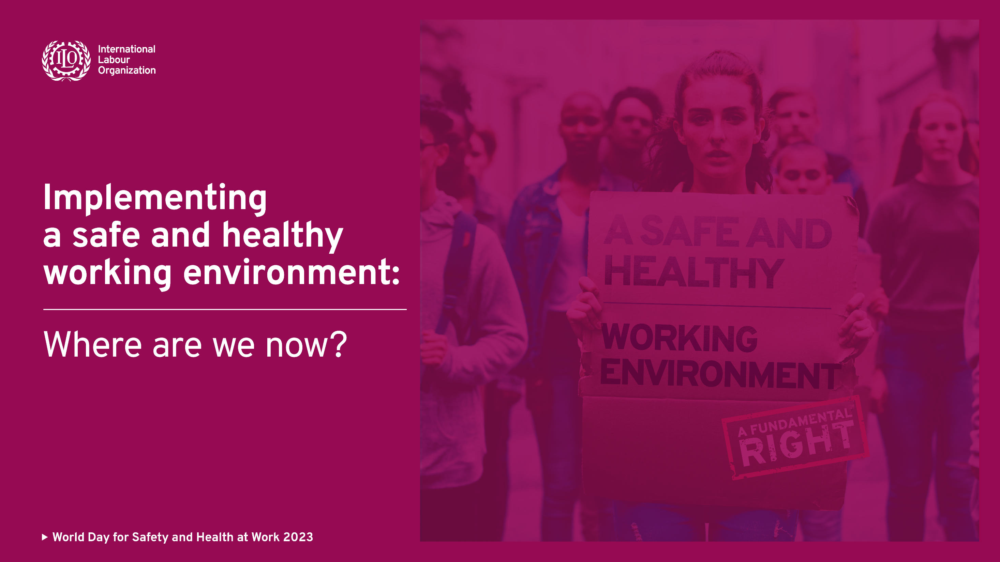 ILO
International
Labour
Organization
Implementing
a safe and healthy
working environment:
Where are we now?
World Day for Safety and Health at Work 2023
A SAFE AND
HEALTHY
WORKING
ENVIRONMENT
A FUNDAMENTAL
RIGHT